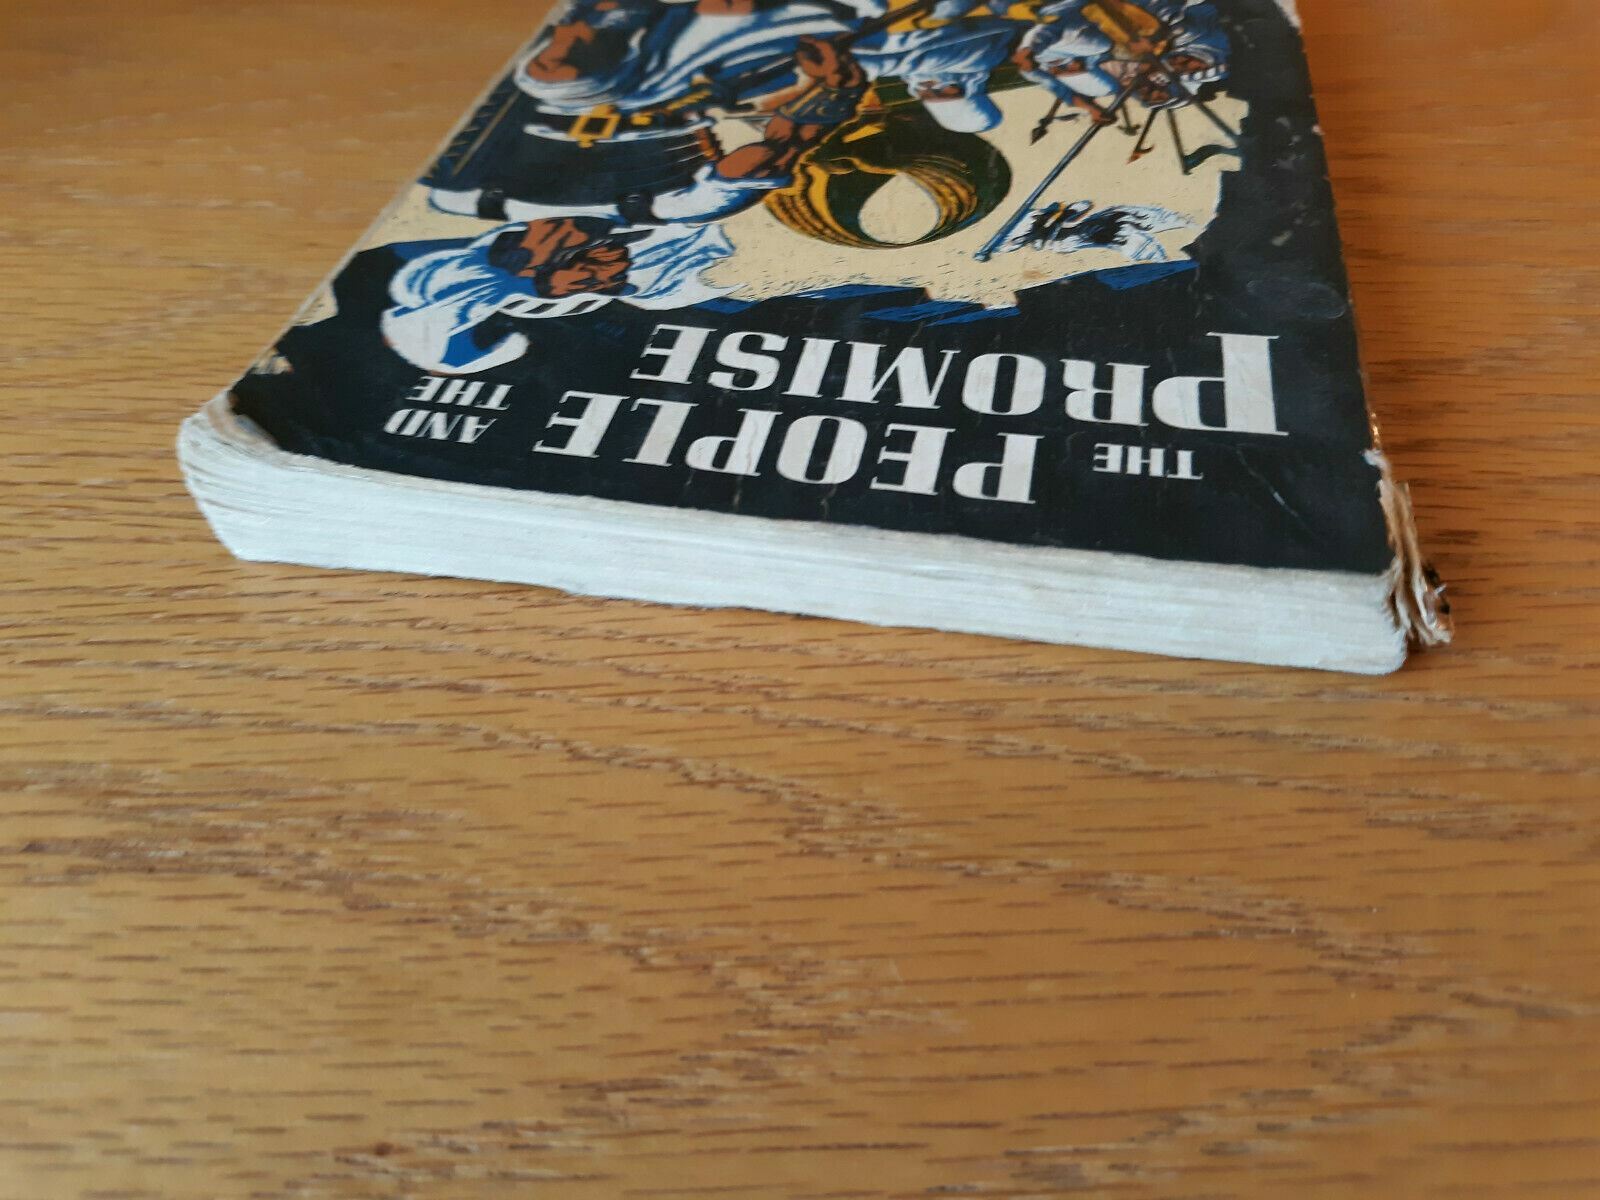 THE PEOPLE AND THE
PROMISE